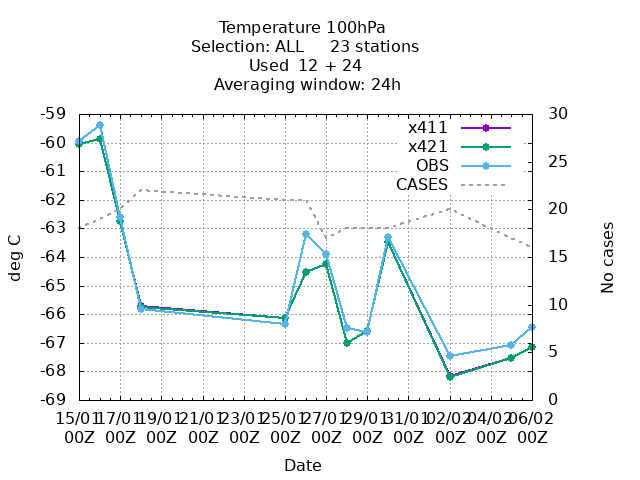 Temperature 100hPa
Selection: ALL 23 stations
Used 12 + 24
Averaging window: 24h
-59
-60
-61
-62
-63
-64
-65
-66
-67
-68
-69
deg C
x411
x421
OBS
CASES
30
25
20
15
10
5
0
No cases
15/01 17/01 19/01 21/01 23/01 25/01 27/01 29/01 31/01 02/02 04/02 06/02
00Z 00Z 00Z 00Z 00Z 00Z 00Z 00Z 00Z 00Z 00Z 00Z
Date